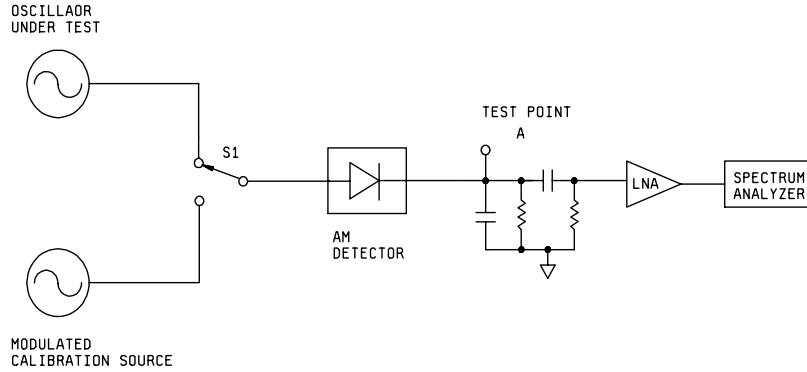 OSCILLAOR
UNDER TEST
S1
TEST POINT
A
AM
DETECTOR
LNA
SPECTRUM
ANALYZER
MODULATED
CALIBRATION SOURCE